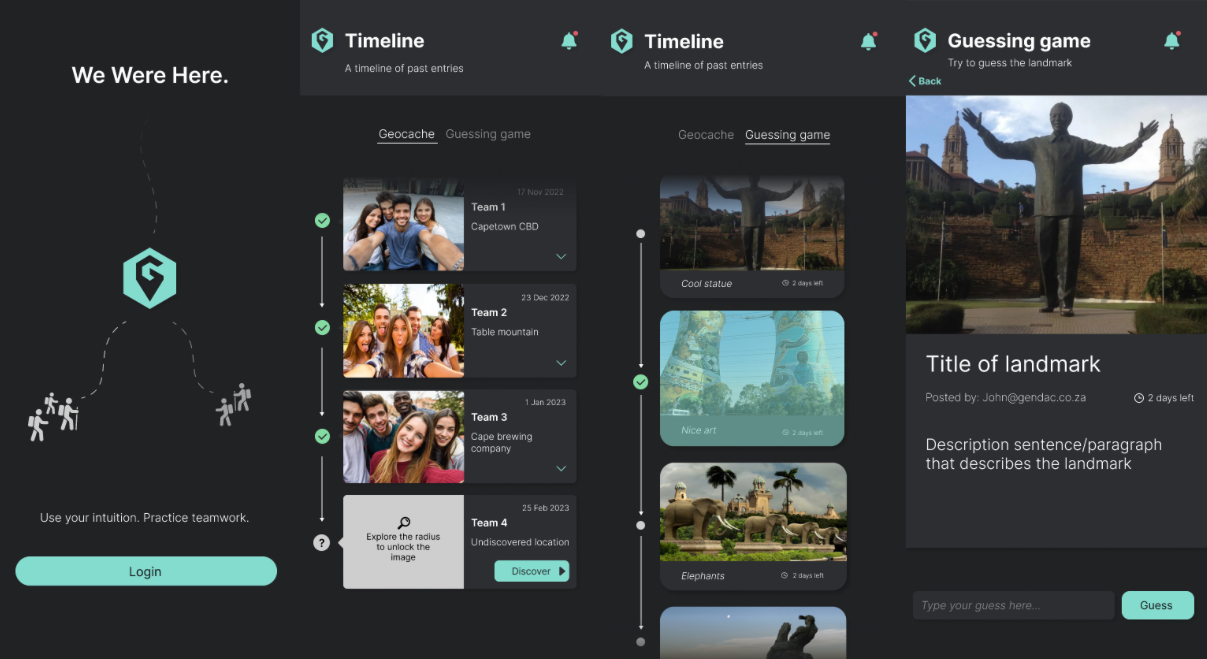 We Were Here.
Use your intuition. Practice teamwork.
Login
Timeline
A timeline of past entries
Geocache Guessing game
17 Nov 2022
Team 1
Capetown CBD
23 Dec 2022
Team 2
Table mountain
1 Jan 2023
Team 3
Cape brewing
company
Explore the radius
to unlock the
image
25 Feb 2023
Team 4
Undiscovered location
Discover
?
Timeline
A timeline of past entries
Geocache Guessing game
Cool statue 2 days left
Nice art 2 days left
Elephants 2 days left
Guessing game
Try to guess the landmark
Back
Title of landmark
Posted by: John@gendac.co.za 2 days left
Description sentence/paragraph
that describes the landmark
Type your guess here... Guess